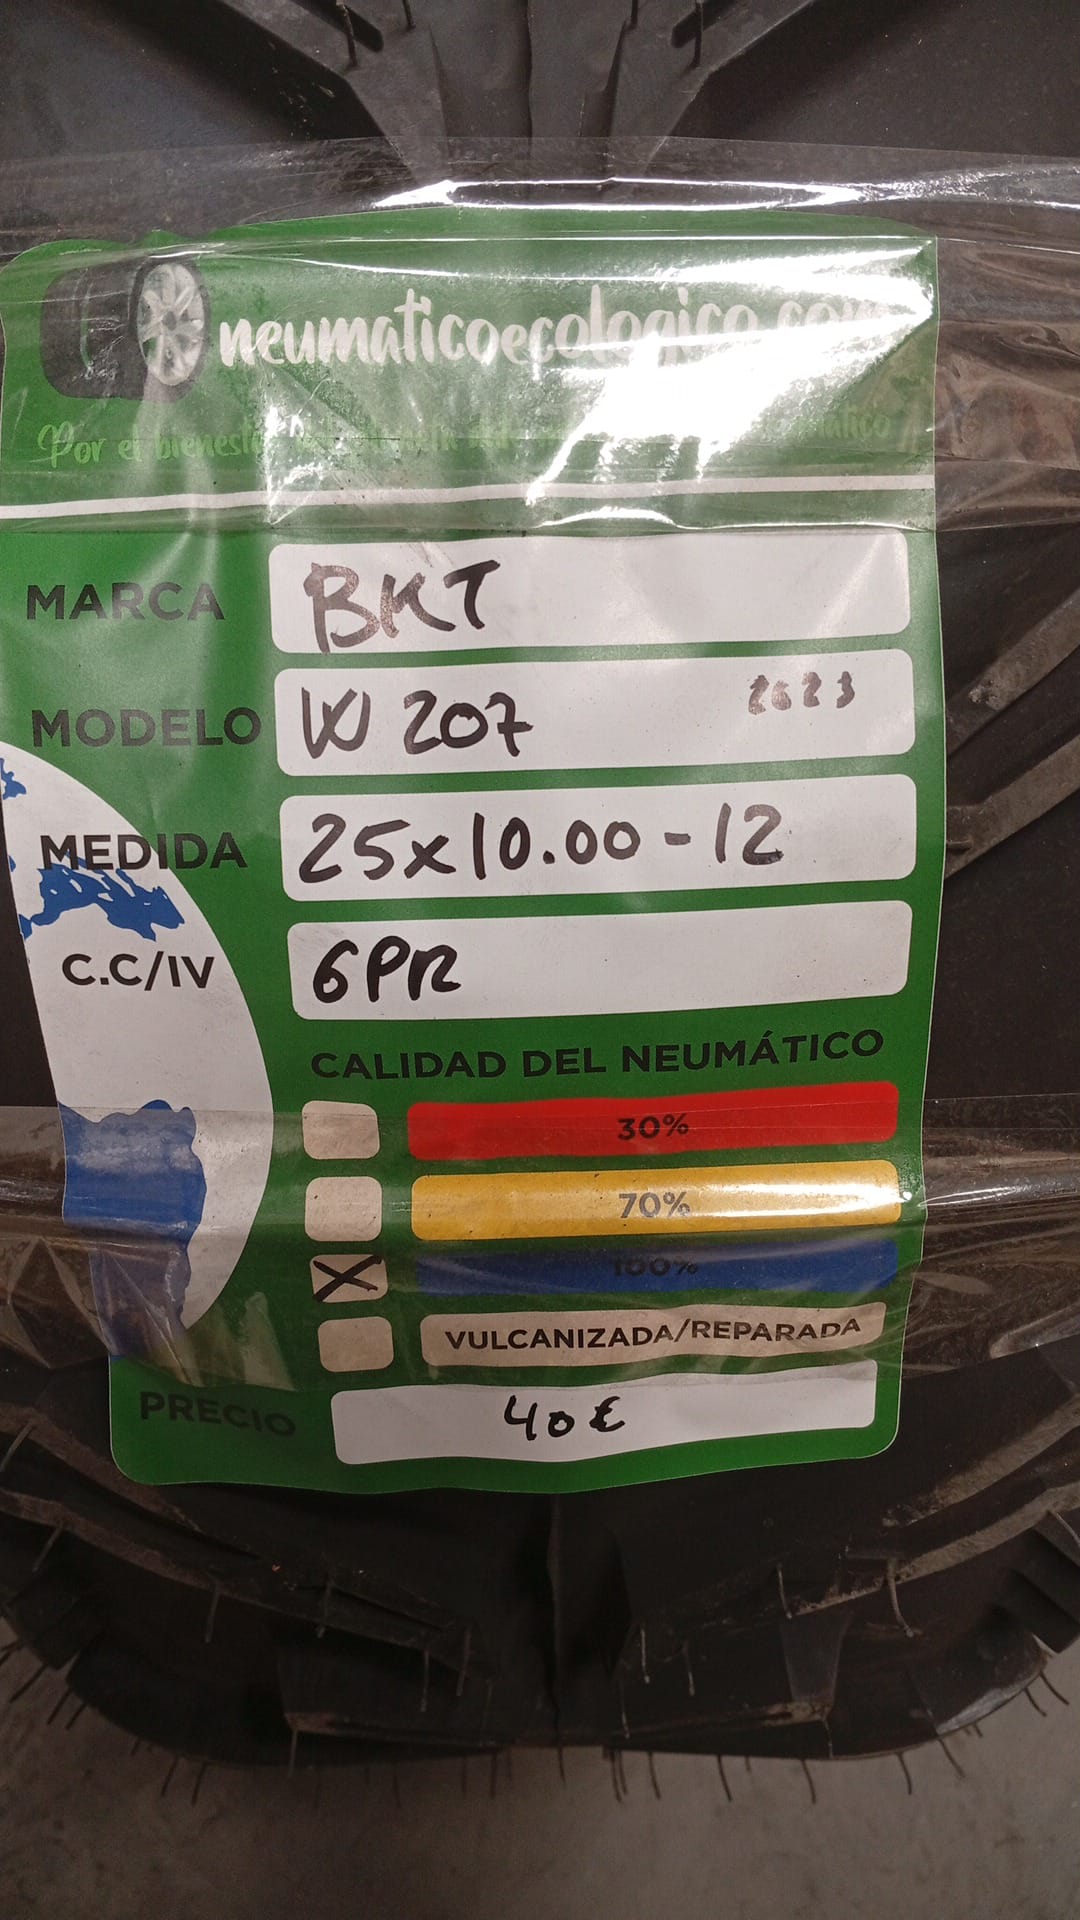 neumaticoecologico.com
Por el bienestar
MARCA BKT
MODELO W 207 2623
MEDIDA 25x10.00-12
C.C/IV 6PR
CALIDAD DEL NEUMÁTICO
30%
70%
X 100%
VULCANIZADA/REPARADA
PRECIO 40€